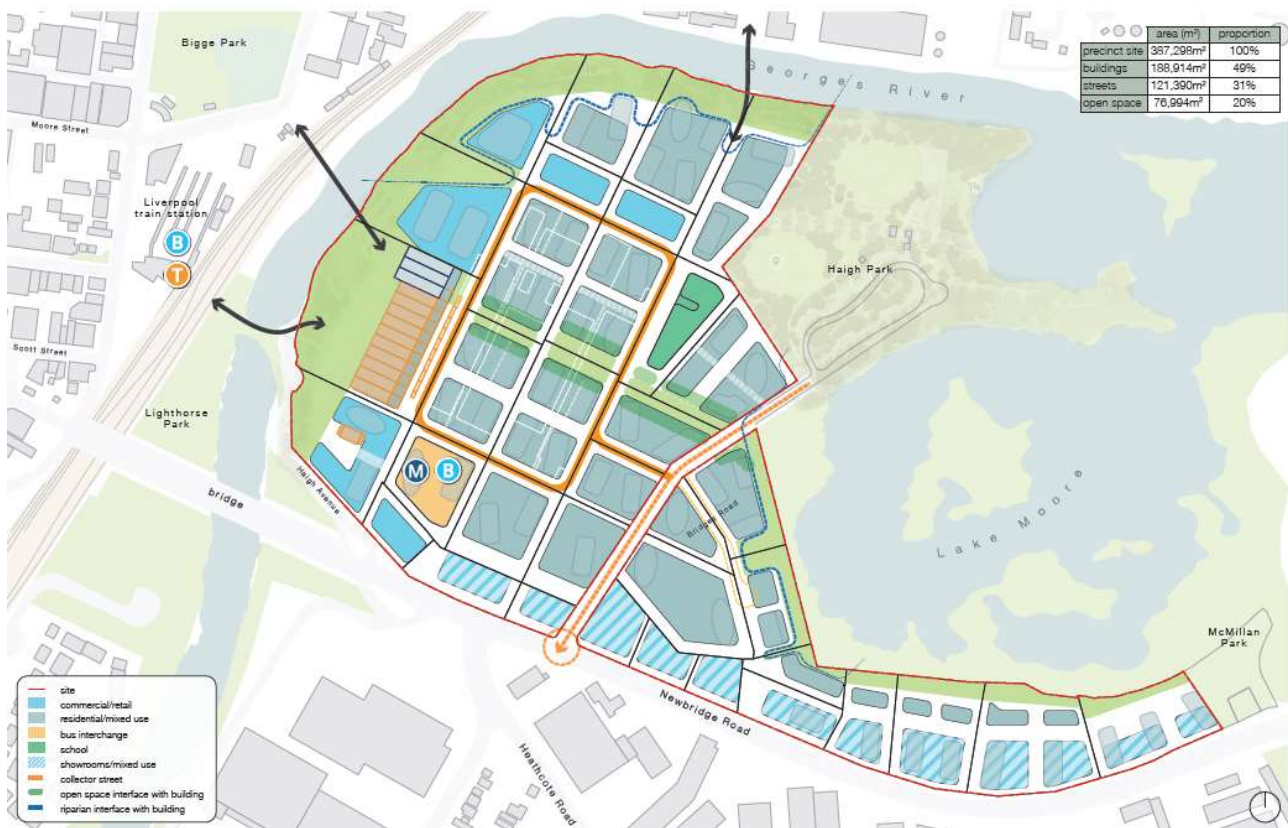 Bigge Park
Moore Street
Liverpool
train station
B
T
Scott Street
Lighthorse
Park
bridge
Haigh Avenue
M
B
Georges River
Haigh Park
Lake Moore
Bridges Road
McMillan
Park
Newbridge Road
Heathcote Road
area (m²) proportion
precinct site 387,298m² 100%
buildings 188,914m² 49%
streets 121,390m² 31%
open space 76,994m² 20%
site
commercial/retail
residential/mixed use
bus interchange
school
showrooms/mixed use
collector street
open space interface with building
riparian interface with building